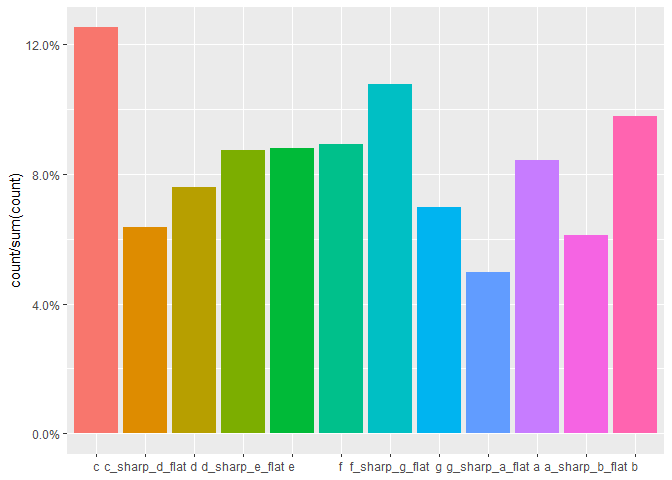 12.0%
8.0%
4.0%
0.0%
count/sum(count)
c c_sharp_d_flat d d_sharp_e_flat e f f_sharp_g_flat g g_sharp_a_flat a a_sharp_b_flat b